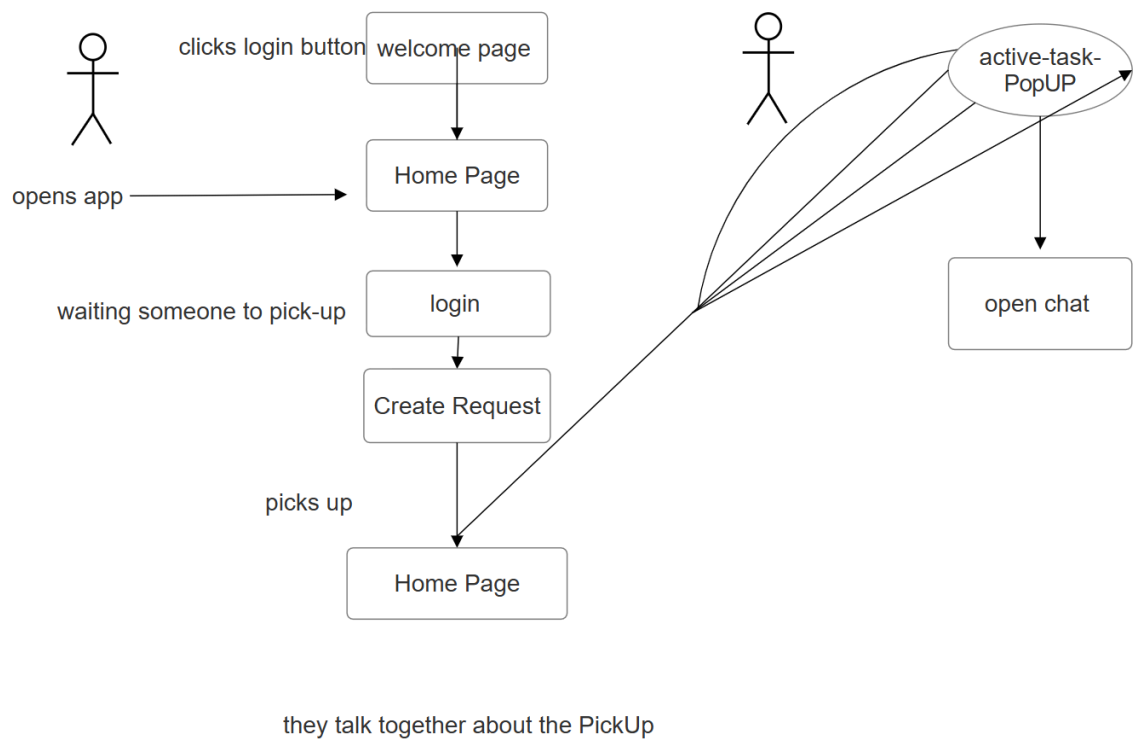 clicks login button
welcome page
active-task-
PopUP
Home Page
opens app
login
waiting someone to pick-up
open chat
Create Request
picks up
Home Page
they talk together about the PickUp